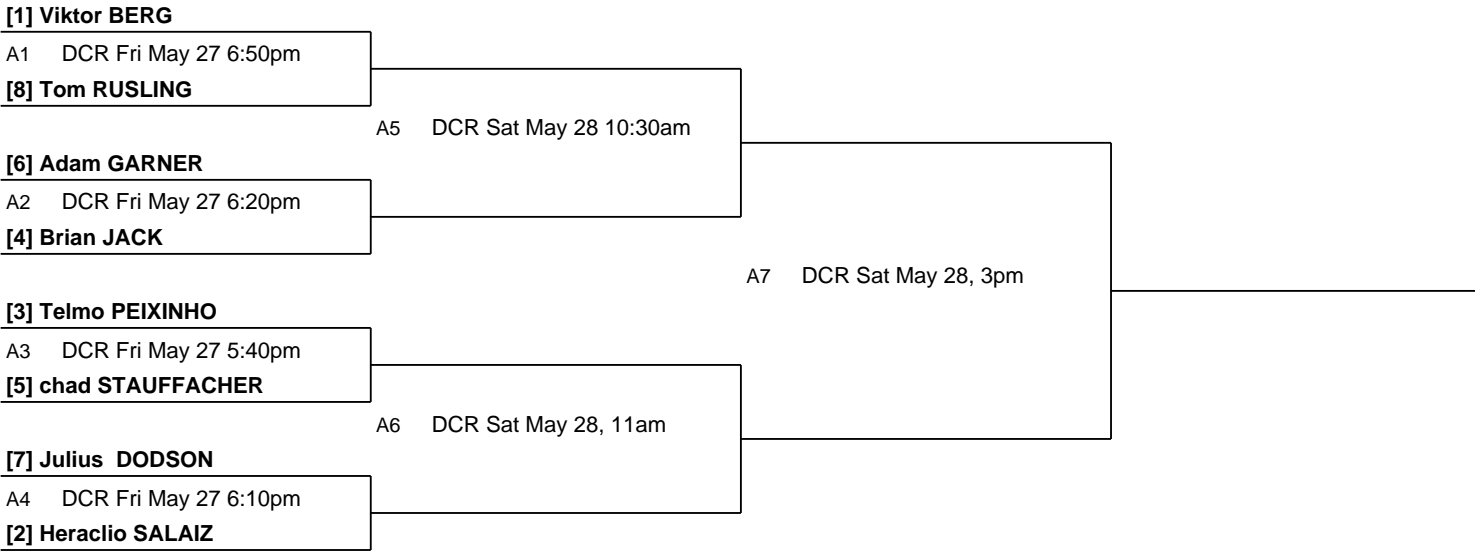 [1] Viktor BERG
A1 DCR Fri May 27 6:50pm
[8] Tom RUSLING
A5 DCR Sat May 28 10:30am
[6] Adam GARNER
A2 DCR Fri May 27 6:20pm
[4] Brian JACK
A7 DCR Sat May 28, 3pm
[3] Telmo PEIXINHO
A3 DCR Fri May 27 5:40pm
[5] chad STAUFFACHER
A6 DCR Sat May 28, 11am
[7] Julius  DODSON
A4 DCR Fri May 27 6:10pm
[2] Heraclio SALAIZ